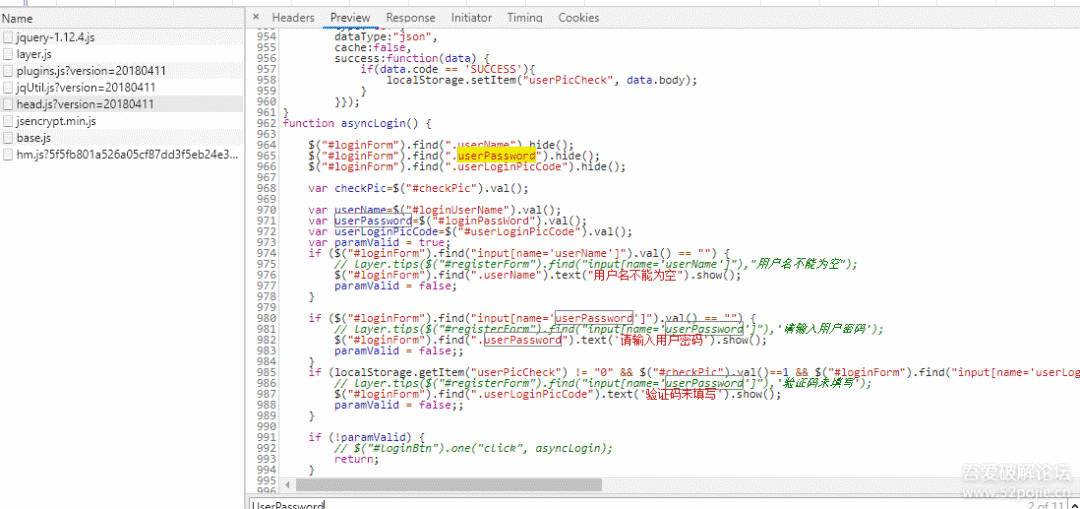 Name
× Headers Preview Response Initiator Timing Cookies
jquery-1.12.4.js
layer.js
plugins.js?version=20180411
jqUtil.js?version=20180411
head.js?version=20180411
jsencrypt.min.js
base.js
hm.js?5f5fb801a526a05cf87dd3f5eb24e3...
954 dataType:"json",
955 cache:false,
956 success:function(data) {
957 if(data.code == 'SUCCESS'){
958 localStorage.setItem("userPicCheck", data.body);
959 }
960 }});
961 }
962 function asyncLogin() {
963
964 $("#loginForm").find(".userName").hide();
965 $("#loginForm").find(".userPassword").hide();
966 $("#loginForm").find(".userLoginPicCode").hide();
967
968 var checkPic=$("#checkPic").val();
969
970 var userName=$("#loginUserName").val();
971 var userPassword=$("#loginPassWord").val();
972 var userLoginPicCode=$("#userLoginPicCode").val();
973 var paramValid = true;
974 if ($("#loginForm").find("input[name='userName']").val() == "") {
975 // layer.tips($("#registerForm").find("input[name='userName']"),"用户名不能为空");
976 $("#loginForm").find(".userName").text("用户名不能为空").show();
977 paramValid = false;
978 }
979
980 if ($("#loginForm").find("input[name='userPassword']").val() == "") {
981 // layer.tips($("#registerForm").find("input[name='userPassword']"),'请输入用户密码');
982 $("#loginForm").find(".userPassword").text('请输入用户密码').show();
983 paramValid = false;;
984 }
985 if (localStorage.getItem("userPicCheck") != "0" && $("#checkPic").val()==1 && $("#loginForm").find("input[name='userLog
986 // layer.tips($("#registerForm").find("input[name='userPassword']"),'验证码未填写');
987 $("#loginForm").find(".userLoginPicCode").text('验证码未填写').show();
988 paramValid = false;;
989 }
990
991 if (!paramValid) {
992 // $("#loginBtn").one("click", asyncLogin);
993 return;
994 }
995
996
UserPassword
2 of 11
吾爱破解论坛
www.52pojie.cn